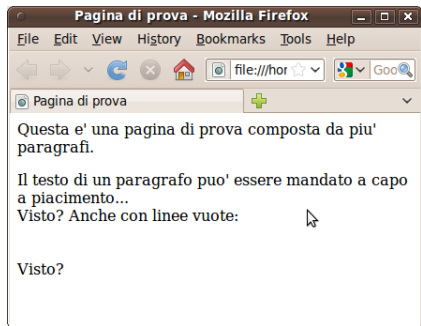 Pagina di prova - Mozilla Firefox
File Edit View History Bookmarks Tools Help
file:///hor Goo
Pagina di prova
Questa e' una pagina di prova composta da piu'
paragrafi.
Il testo di un paragrafo puo' essere mandato a capo
a piacimento...
Visto? Anche con linee vuote:
Visto?